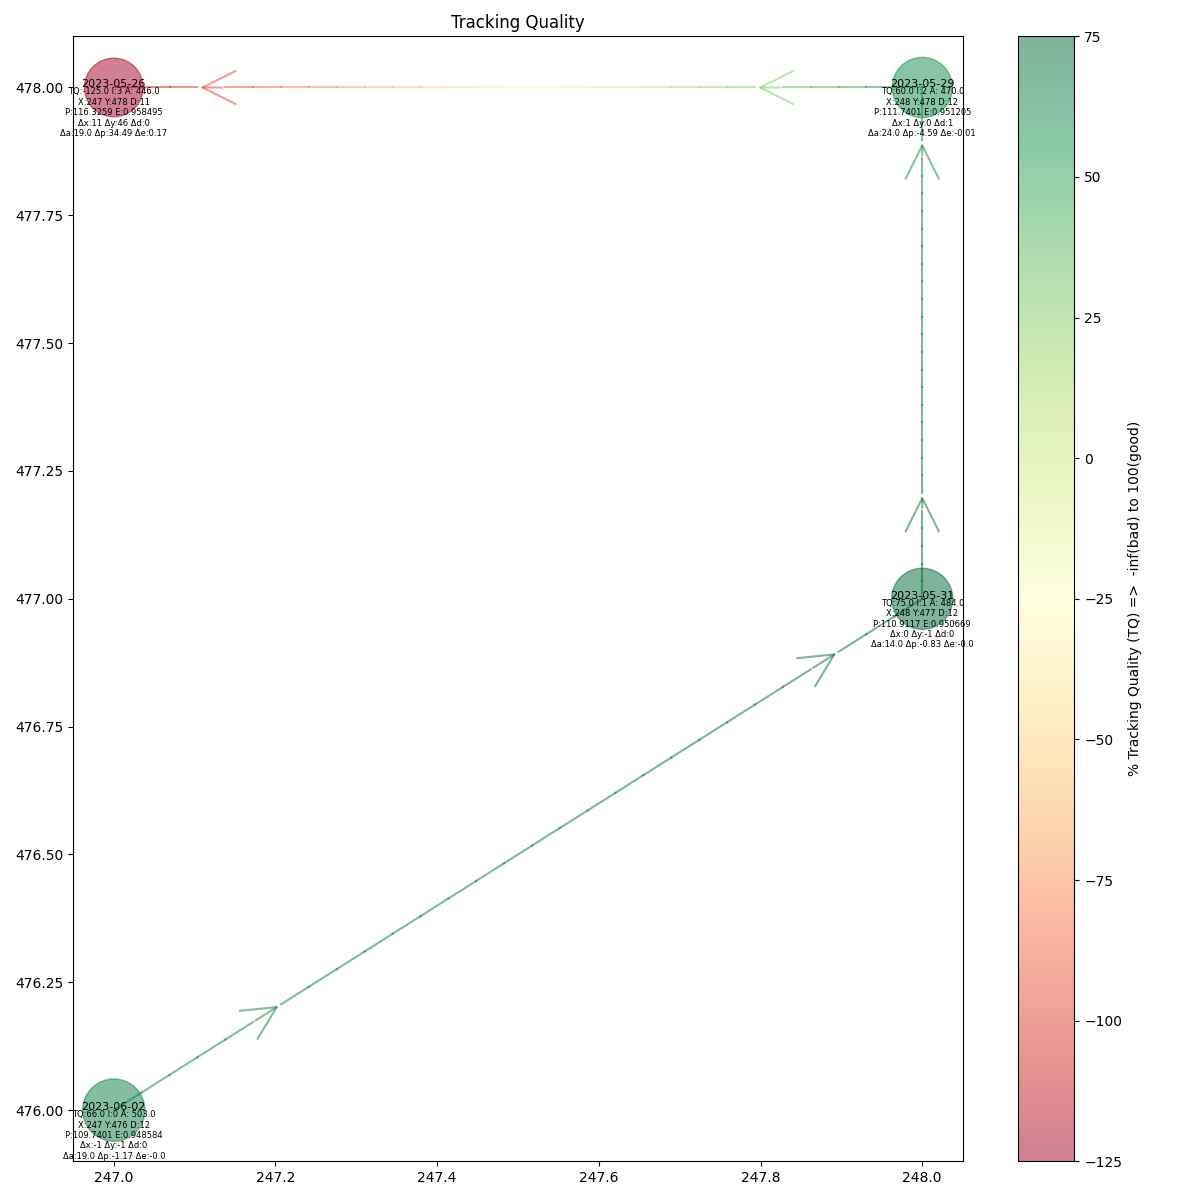 Tracking Quality
2023-05-26
TQ:-125.0 I:3 A: 446.0
X:247 Y:478 D:11
P:116.3259 E:0.958495
Δx:11 Δy:46 Δd:0
Δa:19.0 Δp:34.49 Δe:0.17
2023-05-29
TQ:60.0 I:2 A: 470.0
X:248 Y:478 D:12
P:111.7401 E:0.951205
Δx:1 Δy:0 Δd:1
Δa:24.0 Δp:-4.59 Δe:-0.01
2023-05-31
TQ:75.0 I:1 A: 484.0
X:248 Y:477 D:12
P:110.9117 E:0.950669
Δx:0 Δy:-1 Δd:0
Δa:14.0 Δp:-0.83 Δe:-0.0
2023-06-02
TQ:66.0 I:0 A: 503.0
X:247 Y:476 D:12
P:109.7401 E:0.948584
Δx:-1 Δy:-1 Δd:0
Δa:19.0 Δp:-1.17 Δe:-0.0
478.00
477.75
477.50
477.25
477.00
476.75
476.50
476.25
476.00
247.0
247.2
247.4
247.6
247.8
248.0
75
50
25
0
−25
−50
−75
−100
−125
% Tracking Quality (TQ) => -inf(bad) to 100(good)